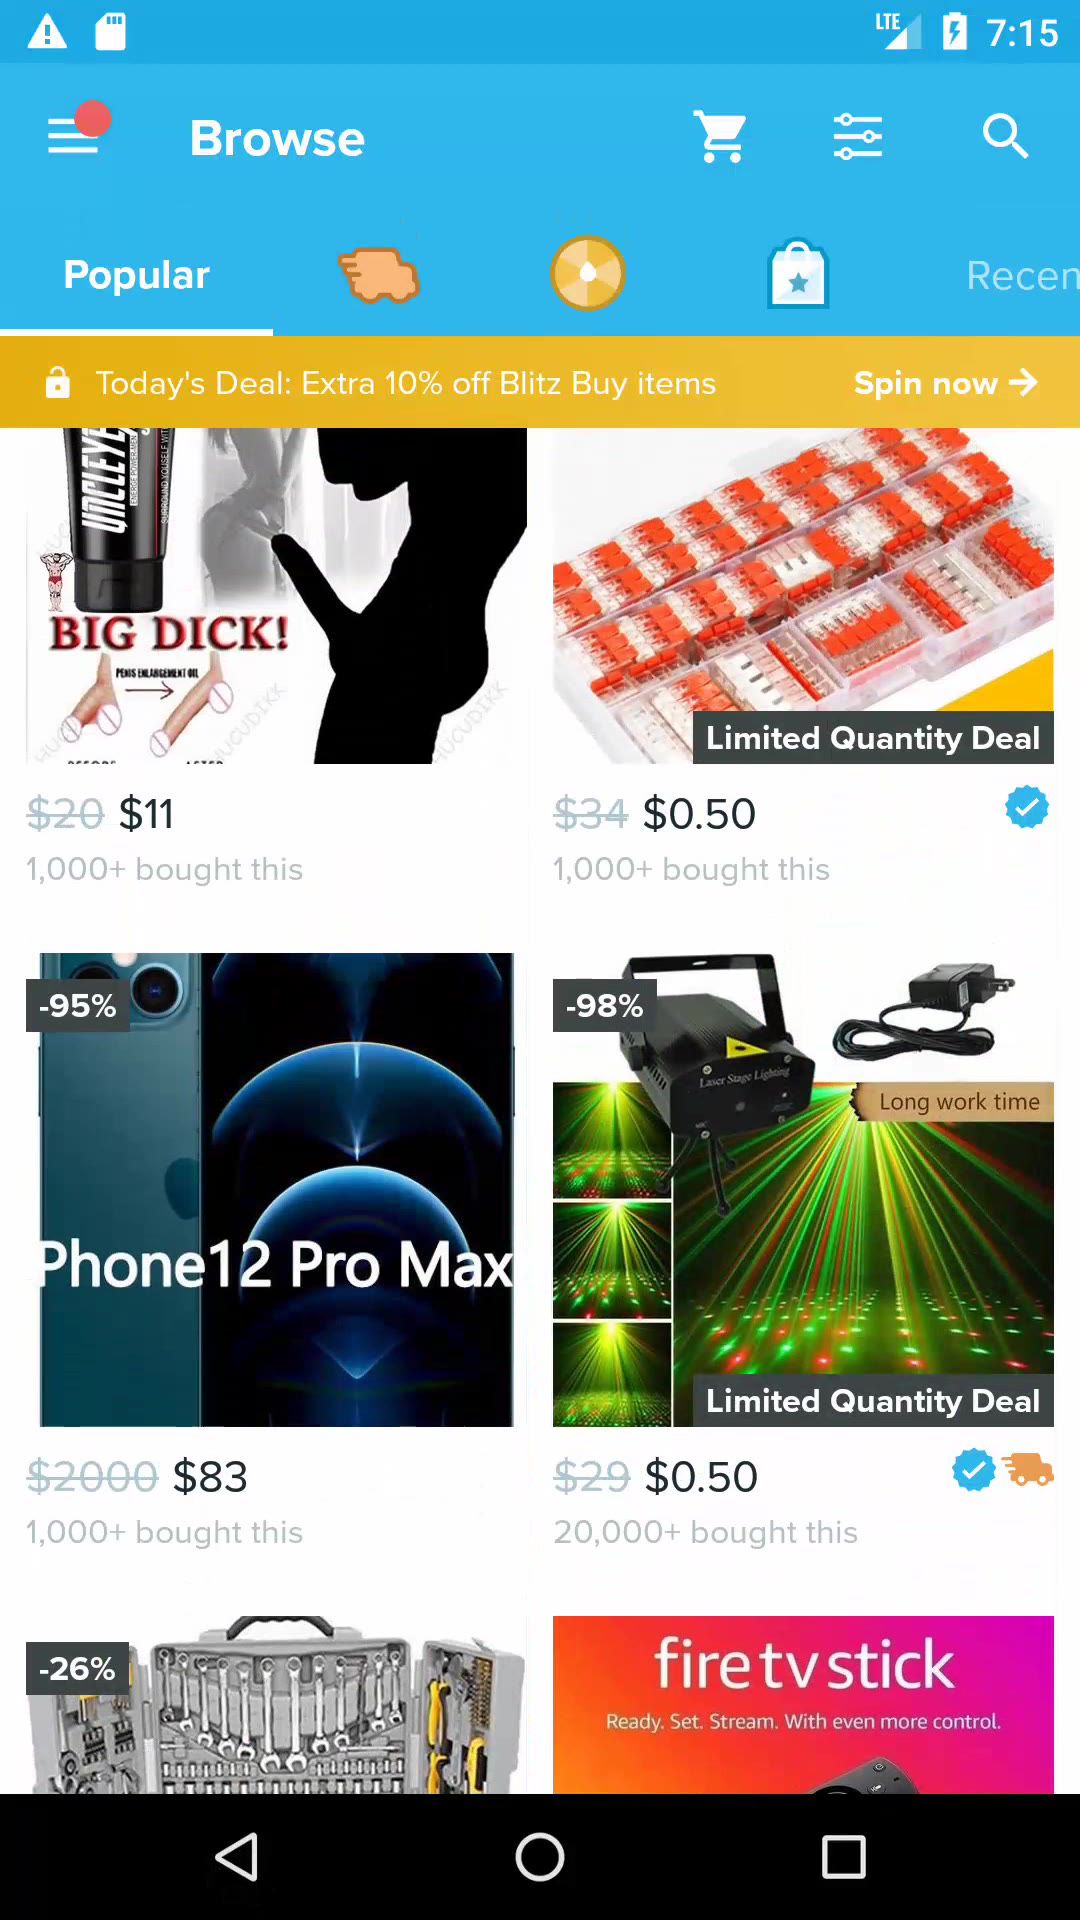 LTE 7:15
Browse
Popular
Recen
Today's Deal: Extra 10% off Blitz Buy items
Spin now
UNCLEYE
ENERGE POWER-MEN
BIG DICK!
PENIS ENLARGEMENT OIL
HUCUDIKK
Limited Quantity Deal
$20 $11
1,000+ bought this
$34 $0.50
1,000+ bought this
-95%
Phone12 Pro Max
-98%
Laser Stage Lighting
Long work time
Limited Quantity Deal
$2000 $83
1,000+ bought this
$29 $0.50
20,000+ bought this
-26%
fire tv stick
Ready. Set. Stream. With even more control.